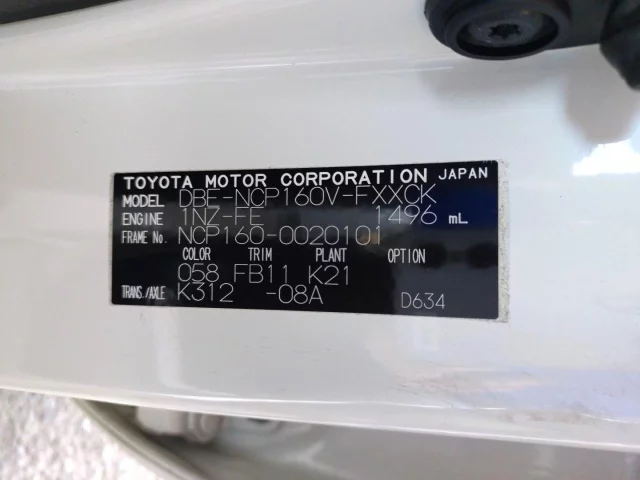 TOYOTA MOTOR CORPORATION JAPAN
MODEL DBE-NCP160V-FXXCK
ENGINE 1NZ-FE 1496 mL
FRAME No. NCP160-0020101
COLOR TRIM PLANT OPTION
058 FB11 K21
TRANS./AXLE K312 -08A D634